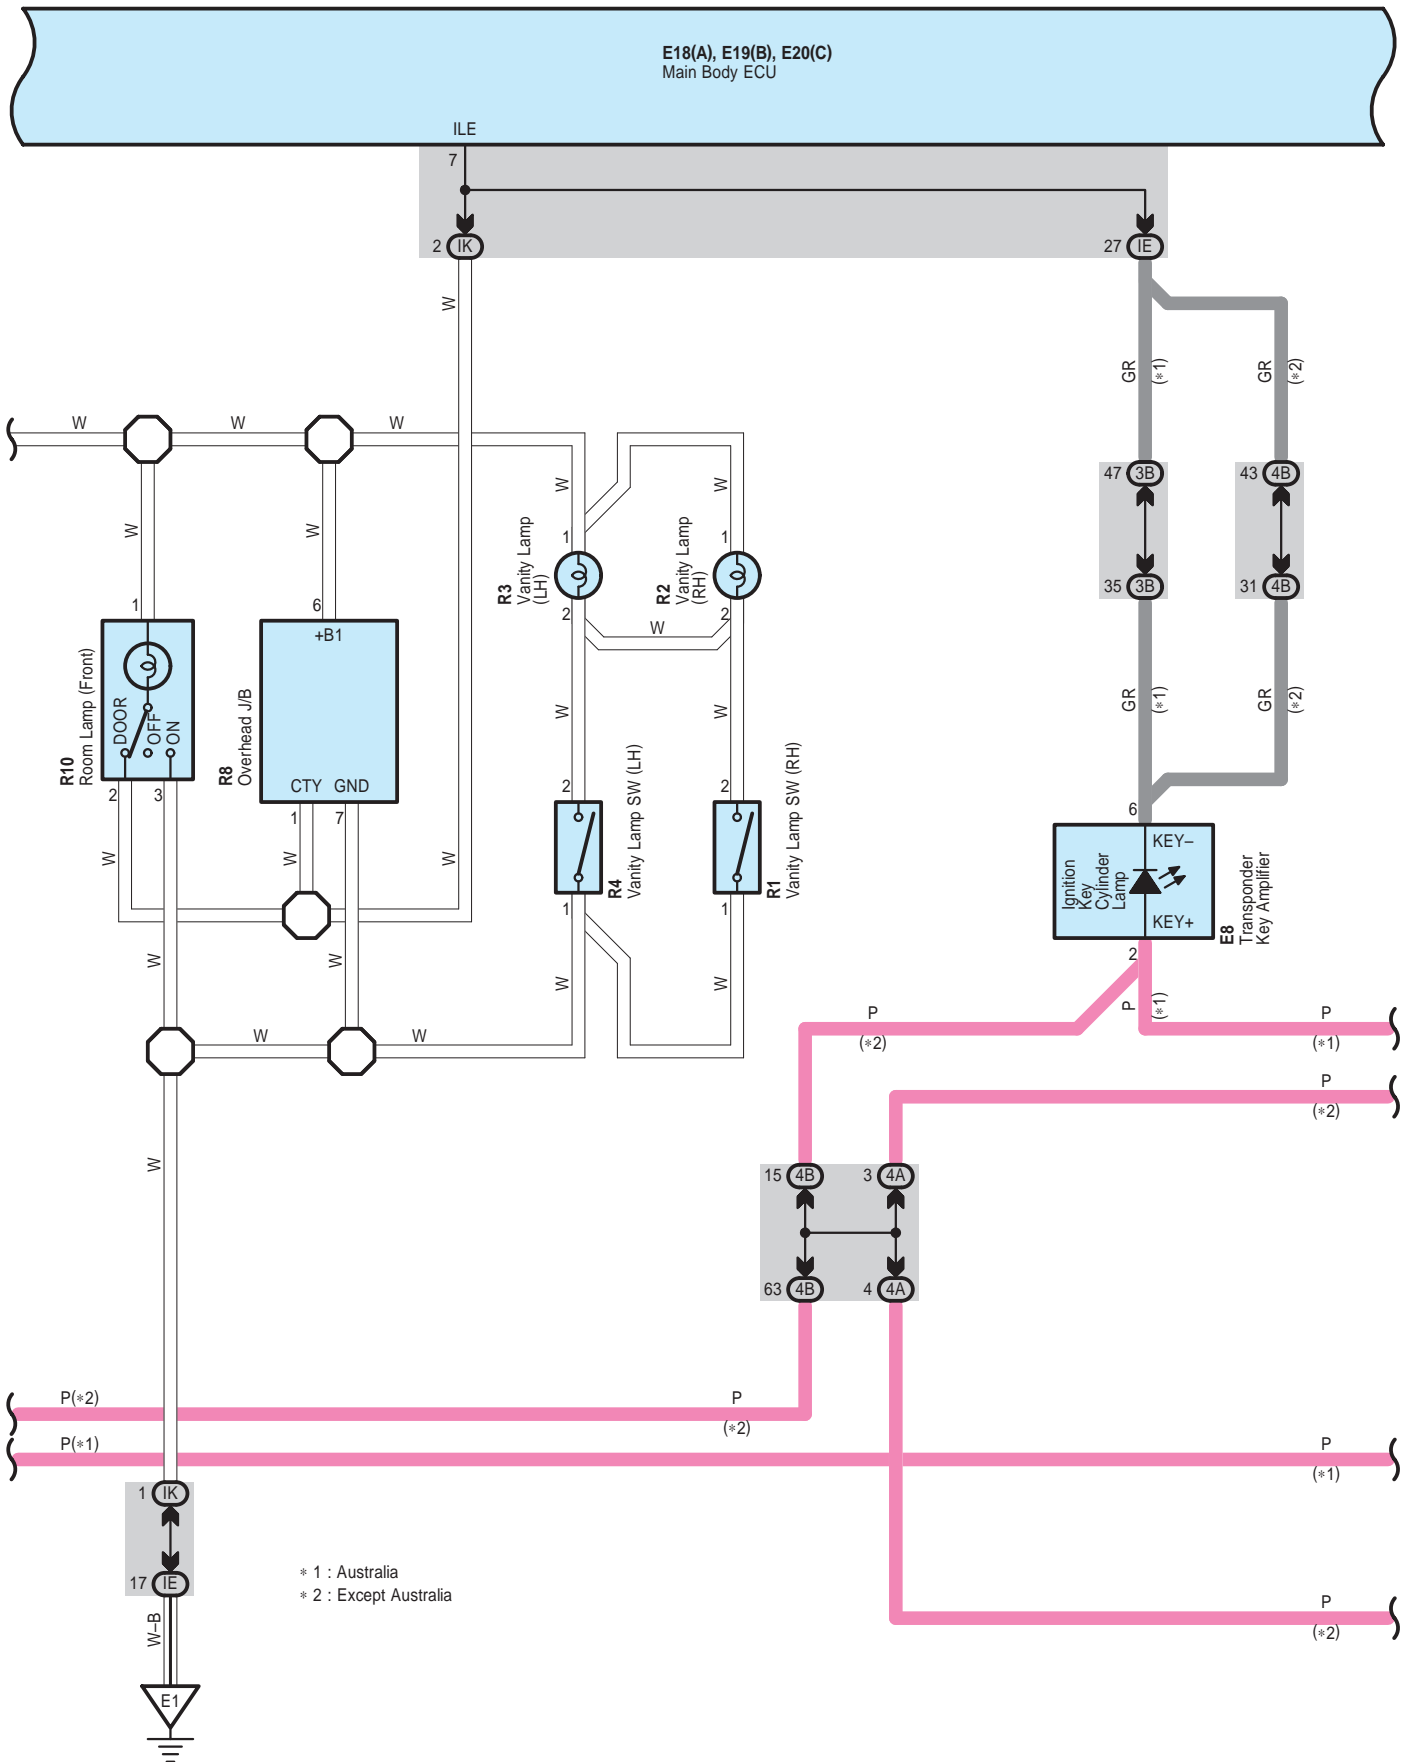 E18(A), E19(B), E20(C)
Main Body ECU
ILE
7
2 IK
27 IE
W
GR
(∗1)
GR
(∗2)
W
W
W
47 3B
43 4B
W
W
W
W
1
1
R3
Vanity Lamp
(LH)
R2
Vanity Lamp
(RH)
35 3B
31 4B
1
6
2
2
W
+B1
R10
Room Lamp (Front)
DOOR
OFF
ON
R8
Overhead J/B
GR
(∗1)
GR
(∗2)
W
W
CTY GND
2
3
1
7
2
2
R4
Vanity Lamp SW (LH)
R1
Vanity Lamp SW (RH)
6
KEY–
Ignition
Key
Cylinder
Lamp
KEY+
E8
Transponder
Key Amplifier
W
W
W
1
1
2
W
W
W
W
P
(∗1)
P
(∗2)
P
(∗1)
W
W
P
(∗2)
W
15 4B
3 4A
63 4B
4 4A
P(∗2)
P
(∗2)
P(∗1)
P
(∗1)
1 IK
17 IE
∗ 1 : Australia
∗ 2 : Except Australia
W–B
P
(∗2)
E1